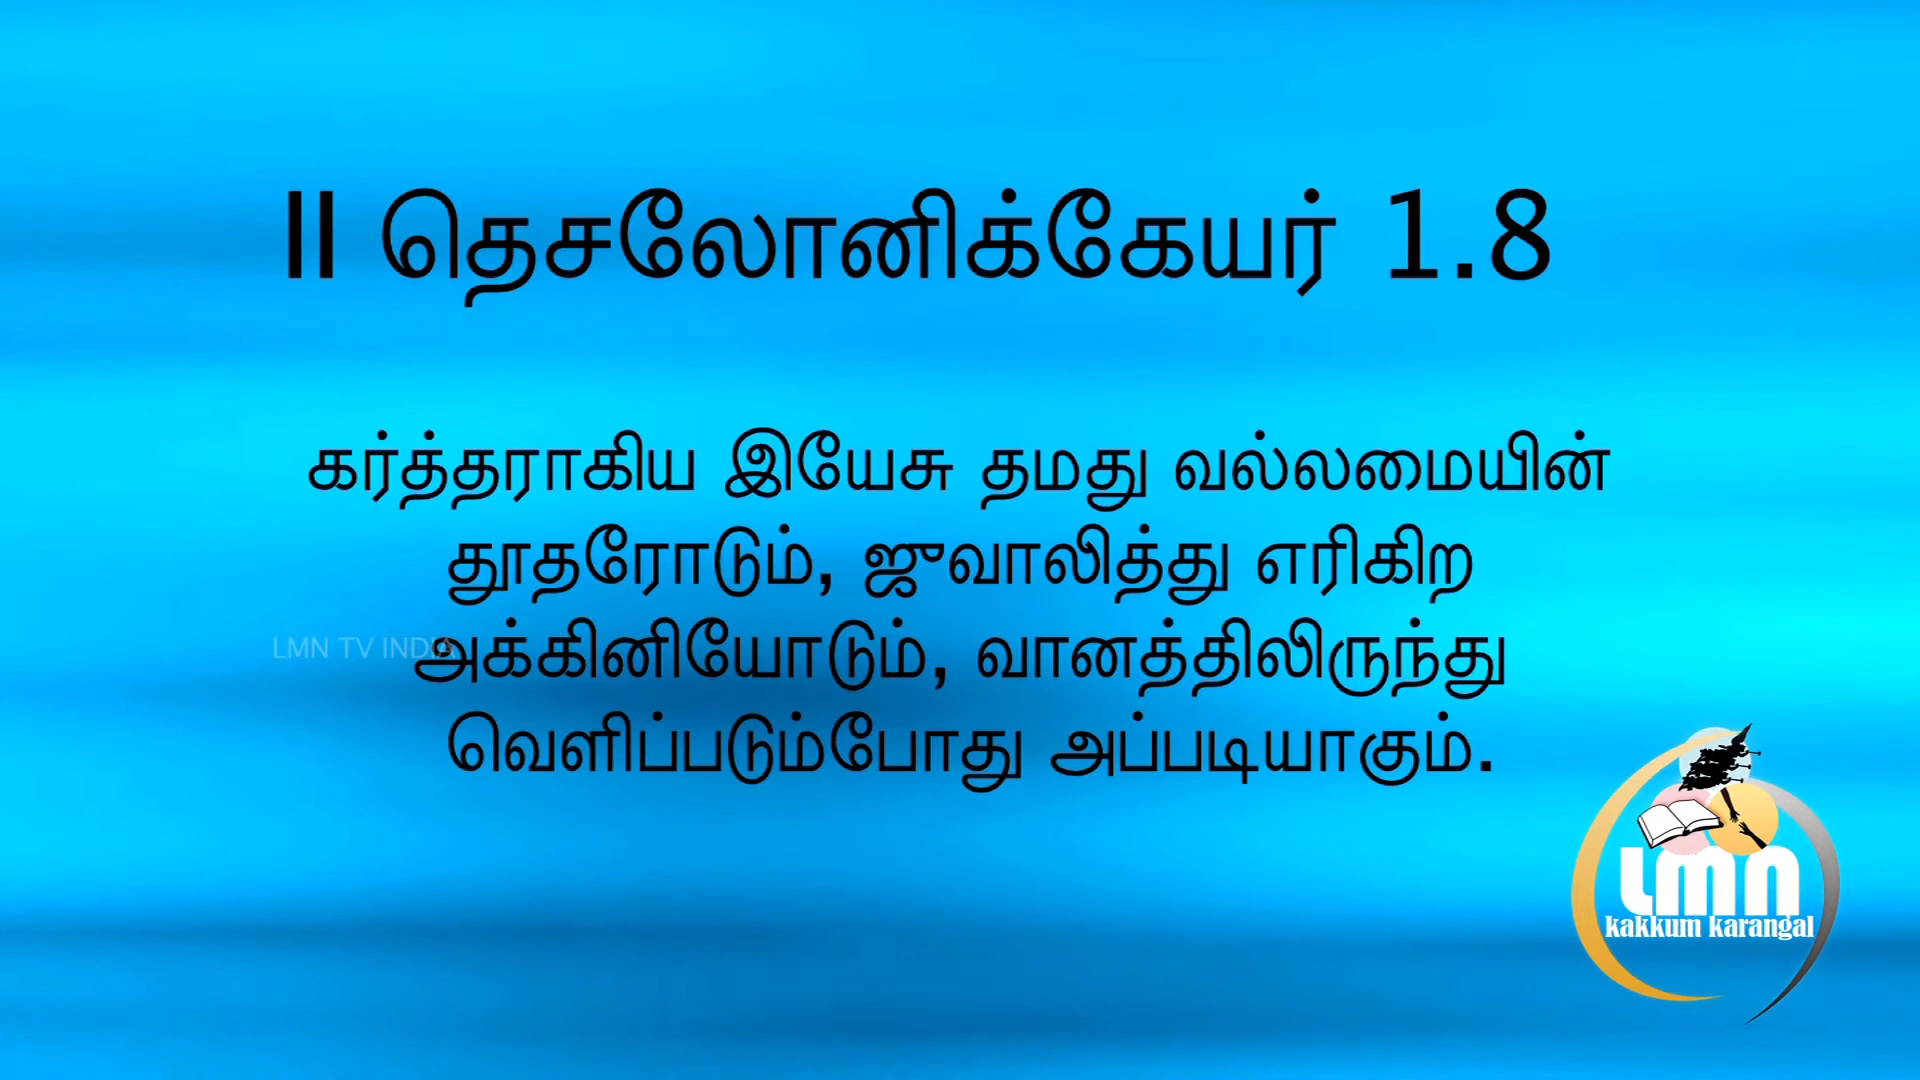 II தெசலோனிக்கேயர் 1.8
கர்த்தராகிய இயேசு தமது வல்லமையின்
தூதரோடும், ஜுவாலித்து எரிகிற
அக்கினியோடும், வானத்திலிருந்து
வெளிப்படும்போது அப்படியாகும்.
LMN TV INDIA
LMN
kakkum karangal